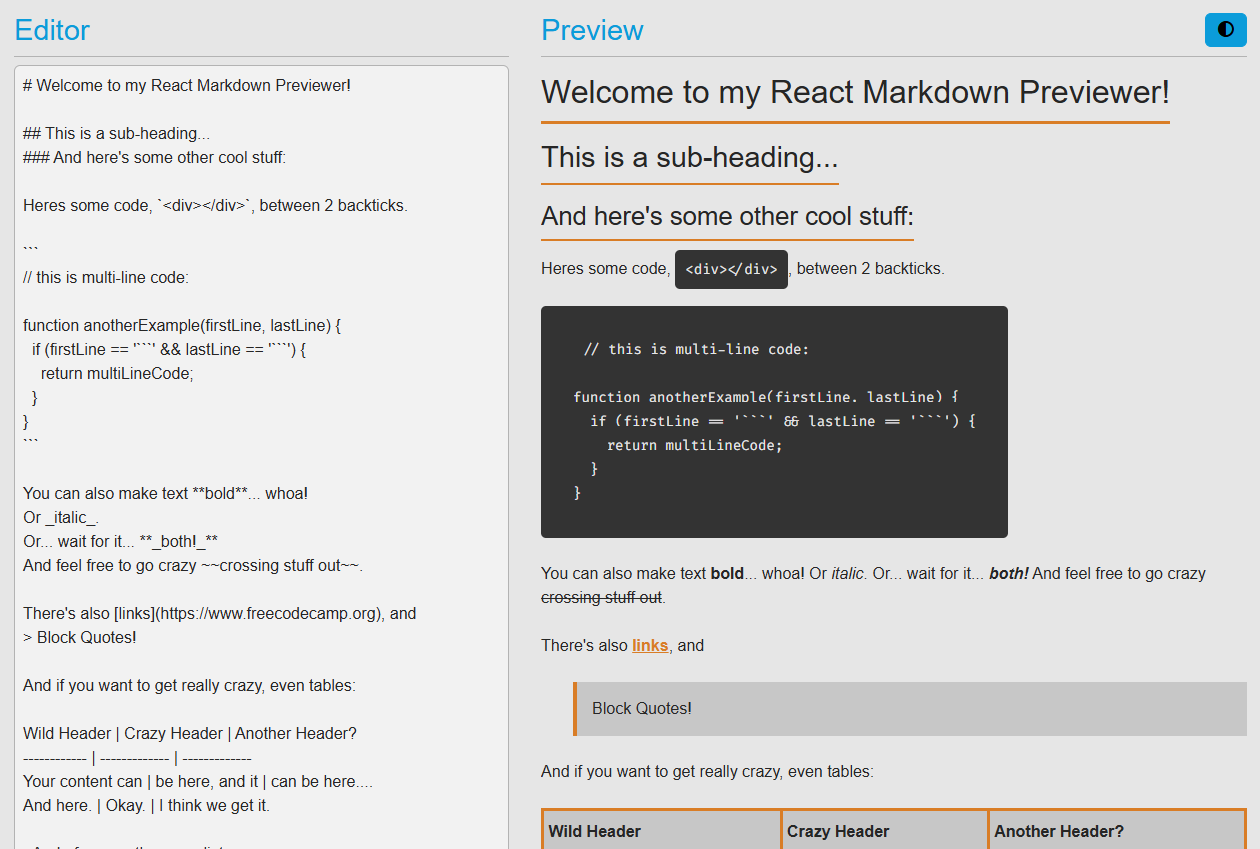 Editor
# Welcome to my React Markdown Previewer!
## This is a sub-heading...
### And here's some other cool stuff:
Heres some code, `<div></div>`, between 2 backticks.
```
// this is multi-line code:
function anotherExample(firstLine, lastLine) {
if (firstLine == '```' && lastLine == '```') {
return multiLineCode;
}
}
```
You can also make text **bold**... whoa!
Or _italic_.
Or... wait for it... **_both!_**
And feel free to go crazy ~~crossing stuff out~~.
There's also [links](https://www.freecodecamp.org), and
> Block Quotes!
And if you want to get really crazy, even tables:
Wild Header | Crazy Header | Another Header?
------------ | ------------- | -------------
Your content can | be here, and it | can be here....
And here. | Okay. | I think we get it.
Preview
Welcome to my React Markdown Previewer!
This is a sub-heading...
And here's some other cool stuff:
Heres some code, <div></div>, between 2 backticks.
// this is multi-line code:
function anotherExample(firstLine, lastLine) {
if (firstLine == '```' && lastLine == '```') {
return multiLineCode;
}
}
You can also make text bold... whoa! Or italic. Or... wait for it... both! And feel free to go crazy
crossing stuff out.
There's also links, and
Block Quotes!
And if you want to get really crazy, even tables:
Wild Header Crazy Header Another Header?